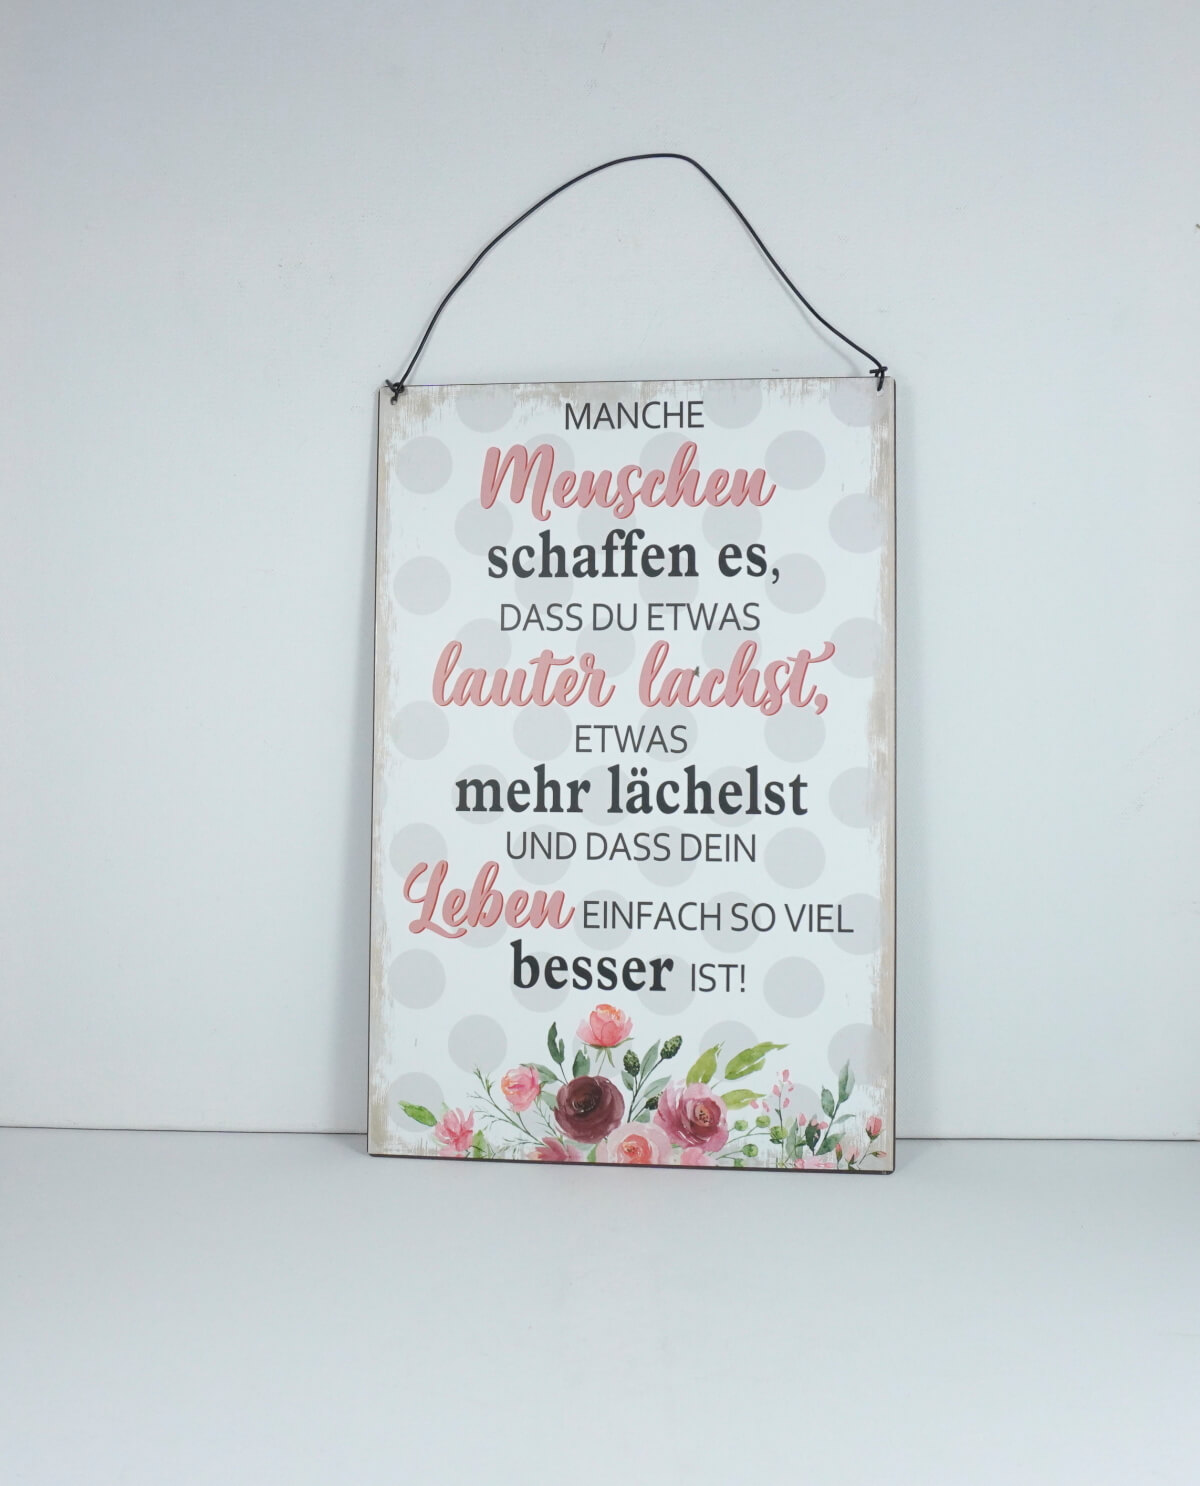 MANCHE
Menschen
schaffen es,
DASS DU ETWAS
lauter lachst,
ETWAS
mehr lächelst
UND DASS DEIN
Leben EINFACH SO VIEL
besser IST!